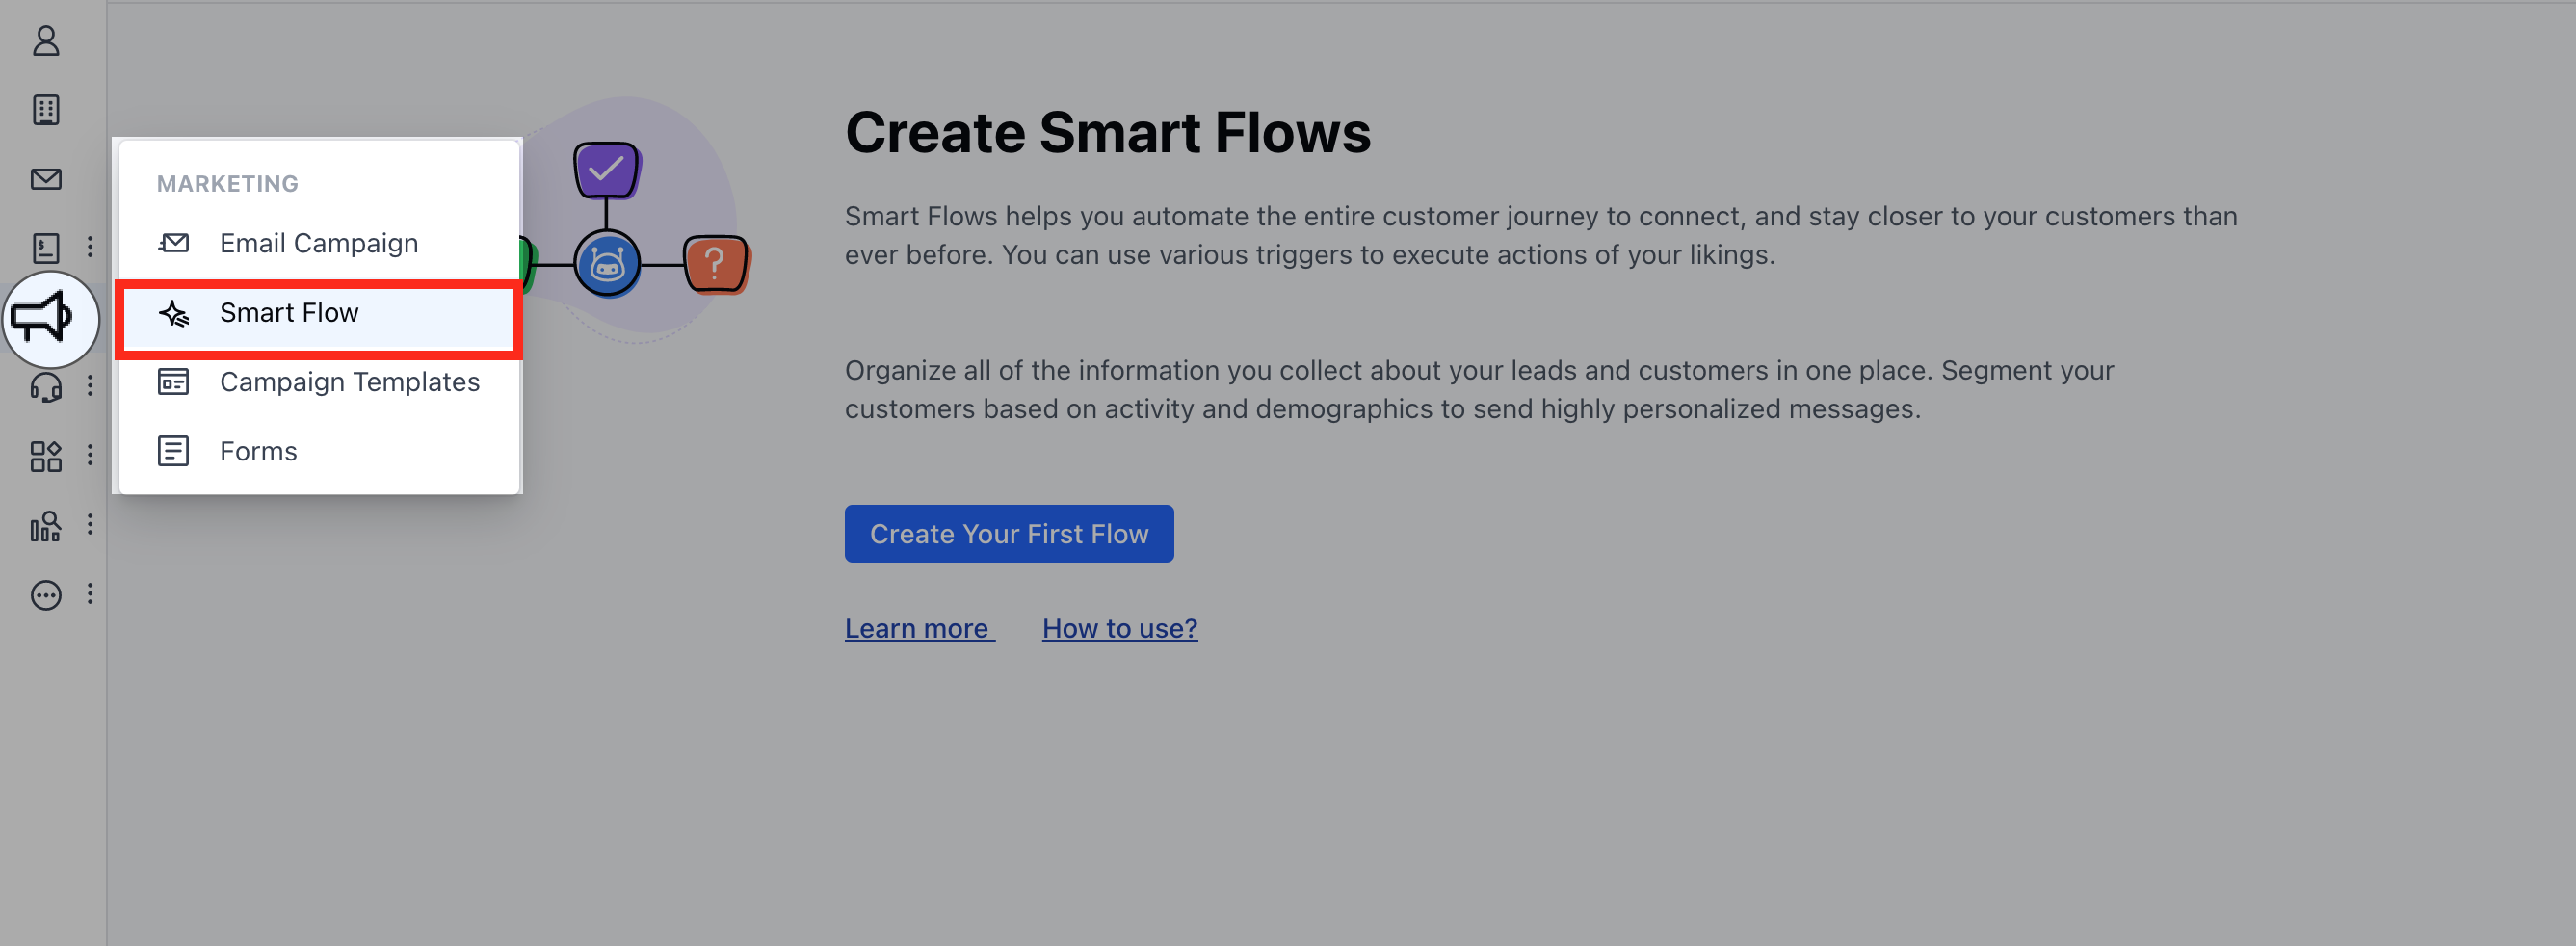 MARKETING
Email Campaign
Smart Flow
Campaign Templates
Forms
Create Smart Flows
Smart Flows helps you automate the entire customer journey to connect, and stay closer to your customers than
ever before. You can use various triggers to execute actions of your likings.
Organize all of the information you collect about your leads and customers in one place. Segment your
customers based on activity and demographics to send highly personalized messages.
Create Your First Flow
Learn more How to use?